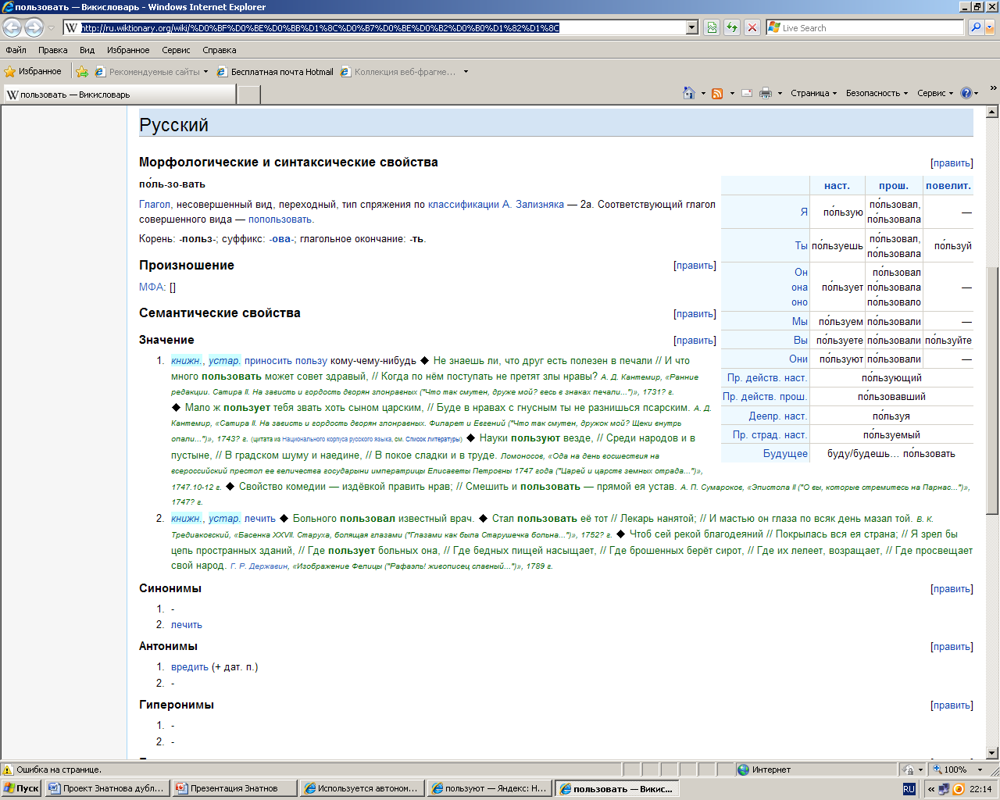 пользовать — Викисловарь - Windows Internet Explorer
http://ru.wiktionary.org/wiki/%D0%BF%D0%BE%D0%BB%D1%8C%D0%B7%D0%BE%D0%B2%D0%B0%D1%82%D1%8C
Live Search
Файл Правка Вид Избранное Сервис Справка
Избранное Рекомендуемые сайты Бесплатная почта Hotmail Коллекция веб-фрагме...
пользовать — Викисловарь
Страница Безопасность Сервис
Русский
Морфологические и синтаксические свойства [править]
по́ль-зо-вать
Глагол, несовершенный вид, переходный, тип спряжения по классификации А. Зализняка — 2a. Соответствующий глагол
совершенного вида — попользовать.
Корень: -польз-; суффикс: -ова-; глагольное окончание: -ть.
наст. прош. повелит.
Я по́льзую по́льзовал, по́льзовала —
Ты по́льзуешь по́льзовал, по́льзовала по́льзуй
Он она оно по́льзует по́льзовал по́льзовала по́льзовало —
Мы по́льзуем по́льзовали —
Вы по́льзуете по́льзовали по́льзуйте
Они по́льзуют по́льзовали —
Пр. действ. наст. по́льзующий
Пр. действ. прош. по́льзовавший
Деепр. наст. по́льзуя
Пр. страд. наст. по́льзуемый
Будущее буду/будешь… по́льзовать
Произношение [править]
МФА: []
Семантические свойства [править]
Значение [править]
1. книжн., устар. приносить пользу кому-чему-нибудь ◆ Не знаешь ли, что друг есть полезен в печали // И что
много пользовать может совет здравый, // Когда по нём поступать не претят злы нравы? А. Д. Кантемир, «Ранние
редакции. Сатира II. На зависть и гордость дворян злонравных ("Что так смутен, друже мой? весь в знаках печали...")», 1731? г.
◆ Мало ж пользует тебя звать хоть сыном царским, // Буде в нравах с гнусным ты не разнишься псарским. А. Д.
Кантемир, «Сатира II. На зависть и гордость дворян злонравных. Филарет и Евгений ("Что так смутен, дружок мой? Щеки внутрь
опали...")», 1743? г. (цитата из Национального корпуса русского языка, см. Список литературы) ◆ Науки пользуют везде, // Среди народов и в
пустыне, // В градском шуму и наедине, // В покое сладки и в труде. Ломоносов, «Ода на день восшествия на
всероссийский престол ее величества государыни императрицы Елисаветы Петровны 1747 года ("Царей и царств земных отрада...")»,
1747.10-12 г. ◆ Свойство комедии — издёвкой править нрав; // Смешить и пользовать — прямой ея устав. А. П. Сумароков, «Эпистола II ("О вы, которые стремитесь на Парнас...")»,
1747? г.
2. книжн., устар. лечить ◆ Больного пользовал известный врач. ◆ Стал пользовать её тот // Лекарь нанятой; // И мастью он глаза по всяк день мазал той. В. К.
Тредиаковский, «Басенка XXVII. Старуха, болящая глазами ("Глазами как была Старушечка больна...")», 1752? г. ◆ Чтоб сей рекой благодеяний // Покрылась вся ея страна; // Я зрел бы
цепь пространных зданий, // Где пользует больных она, // Где бедных пищей насыщает, // Где брошенных берёт сирот, // Где их лелеет, возращает, // Где просвещает
свой народ. Г. Р. Державин, «Изображение Фелицы ("Рафаэль! живописец славный...")», 1789 г.
Синонимы [править]
1. -
2. лечить
Антонимы [править]
1. вредить (+ дат. п.)
2. -
Гиперонимы [править]
1. -
2. -
Ошибка на странице. Интернет 100%
Пуск Проект Знатнова дубл... Презентация Знатнов Используется автоном... пользуют — Яндекс: Н... пользовать — Викис... RU 22:14